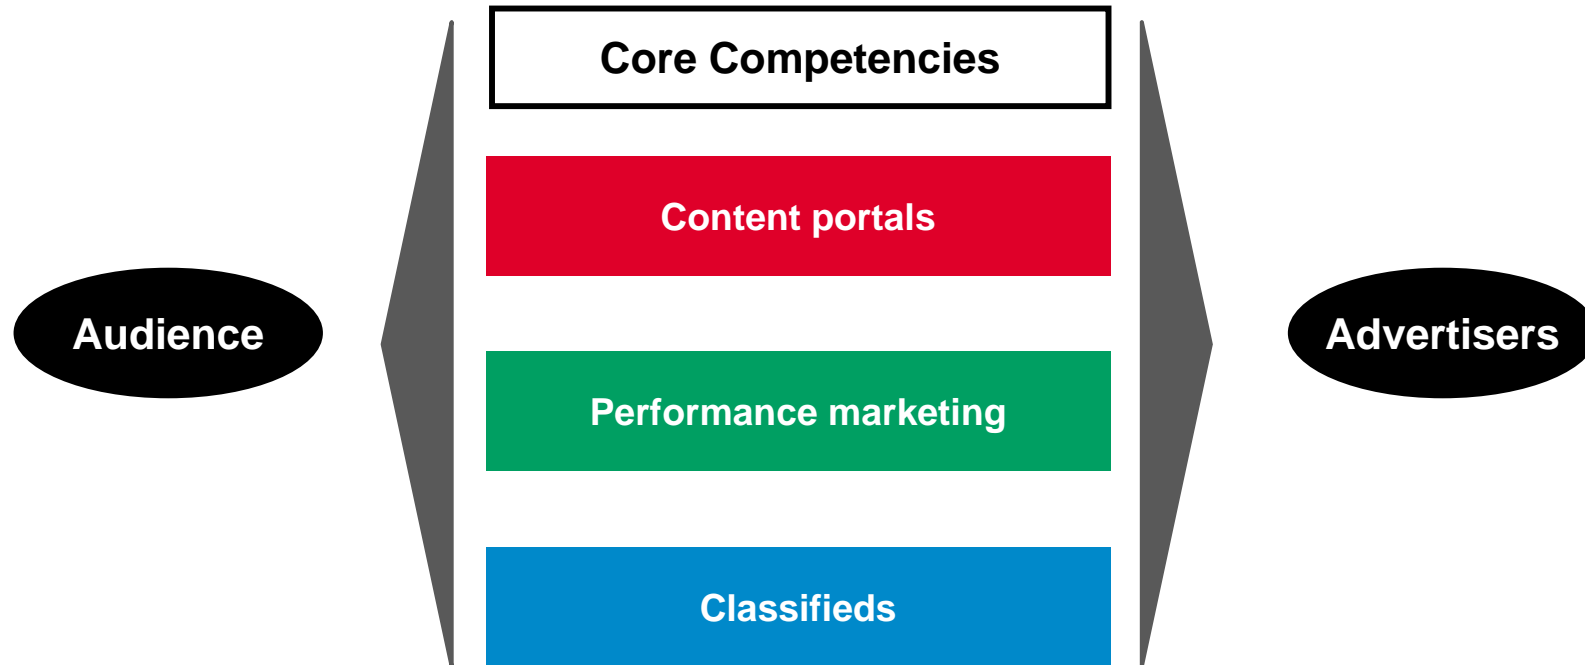 Core Competencies
Content portals
Audience
Advertisers
Performance marketing
Classifieds